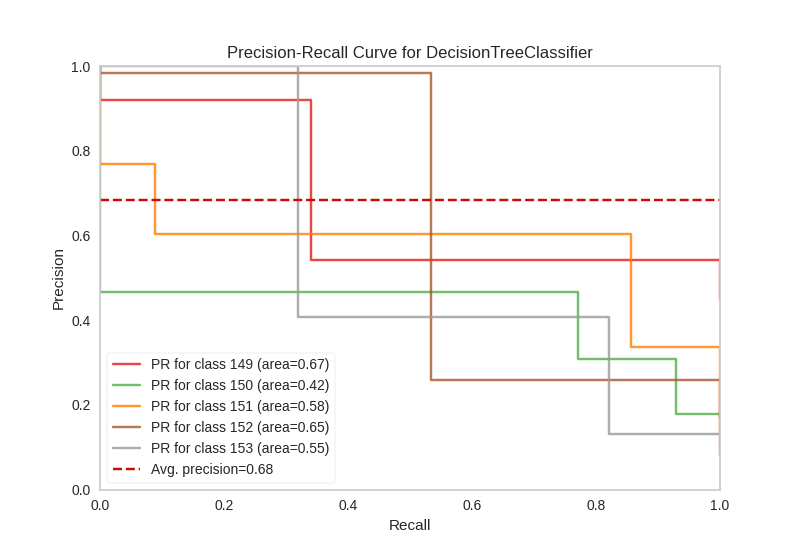 Precision-Recall Curve for DecisionTreeClassifier
1.0
0.8
0.6
0.4
0.2
0.0
Precision
PR for class 149 (area=0.67)
PR for class 150 (area=0.42)
PR for class 151 (area=0.58)
PR for class 152 (area=0.65)
PR for class 153 (area=0.55)
Avg. precision=0.68
0.0 0.2 0.4 0.6 0.8 1.0
Recall